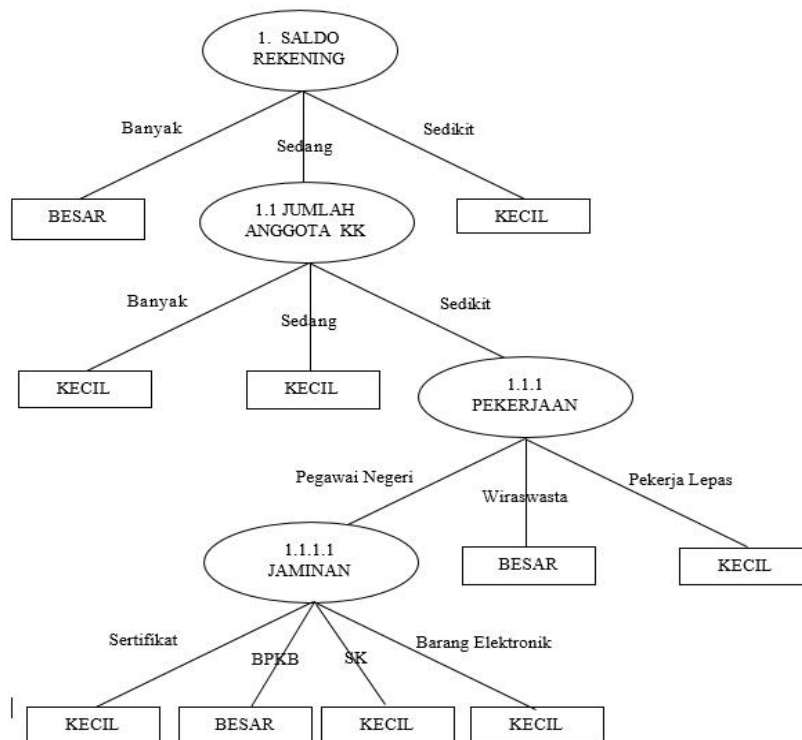 1. SALDO
REKENING
Banyak
Sedang
Sedikit
BESAR
1.1 JUMLAH
ANGGOTA KK
KECIL
Banyak
Sedang
Sedikit
KECIL
KECIL
1.1.1
PEKERJAAN
Pegawai Negeri
Wiraswasta
Pekerja Lepas
1.1.1.1
JAMINAN
BESAR
KECIL
Sertifikat
BPKB
SK
Barang Elektronik
KECIL
BESAR
KECIL
KECIL